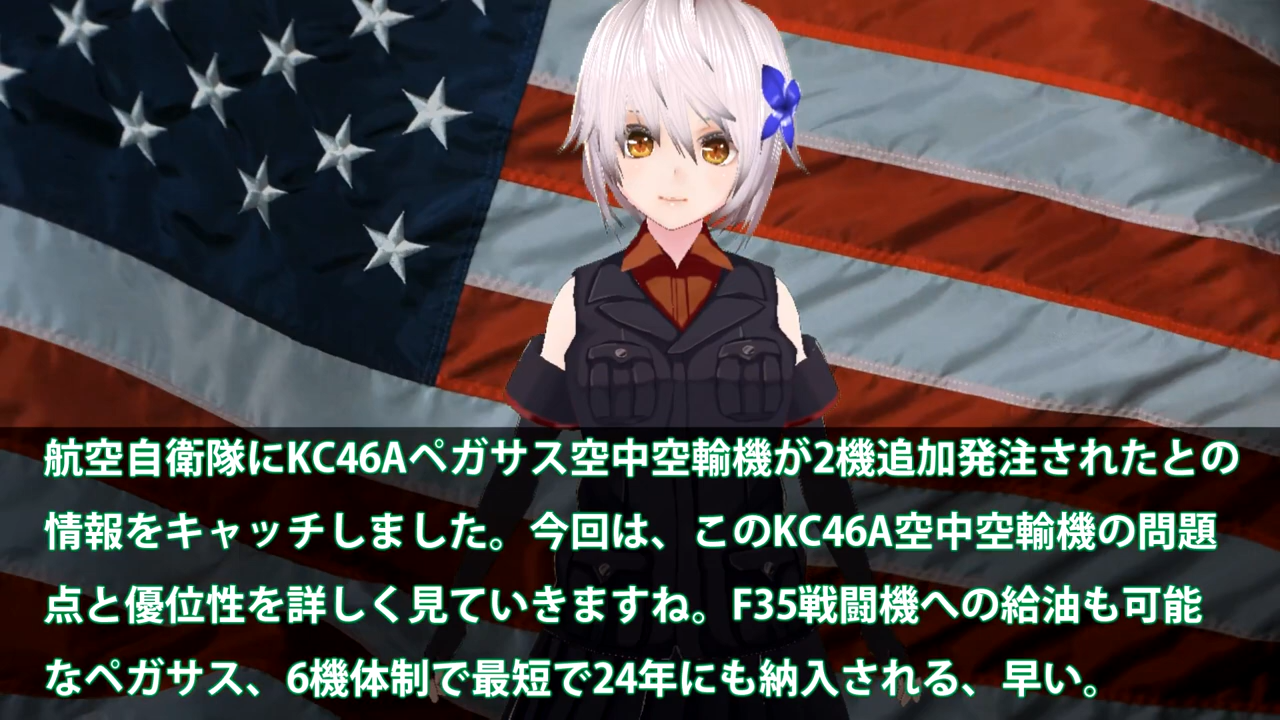 航空自衛隊にKC46Aペガサス空中空輸機が2機追加発注されたとの
情報をキャッチしました。今回は、このKC46A空中空輸機の問題
点と優位性を詳しく見ていきますね。F35戦闘機への給油も可能
なペガサス、6機体制で最短で24年にも納入される、早い。